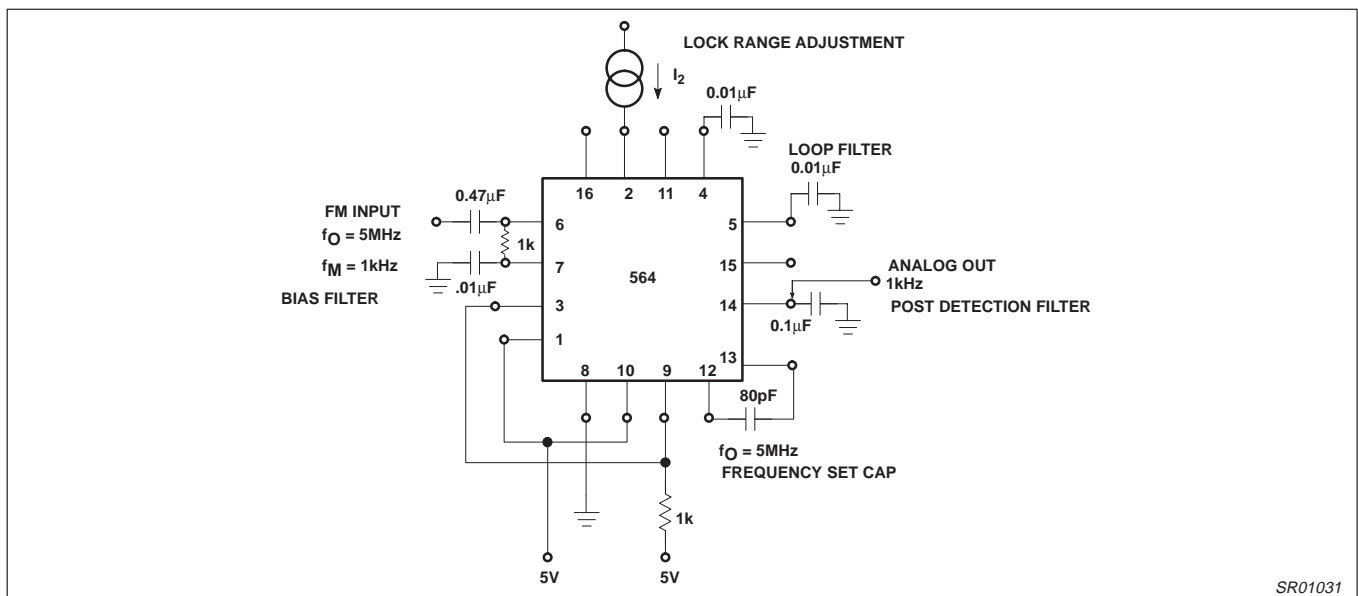 LOCK RANGE ADJUSTMENT
I2
0.01μF
LOOP FILTER
0.01μF
16
2
11
4
0.47μF
FM INPUT
fO = 5MHz
fM = 1kHz
BIAS FILTER
.01μF
1k
6
7
3
1
564
5
15
14
13
ANALOG OUT
1kHz
POST DETECTION FILTER
0.1μF
8
10
9
12
80pF
fO = 5MHz
FREQUENCY SET CAP
1k
5V
5V
SR01031